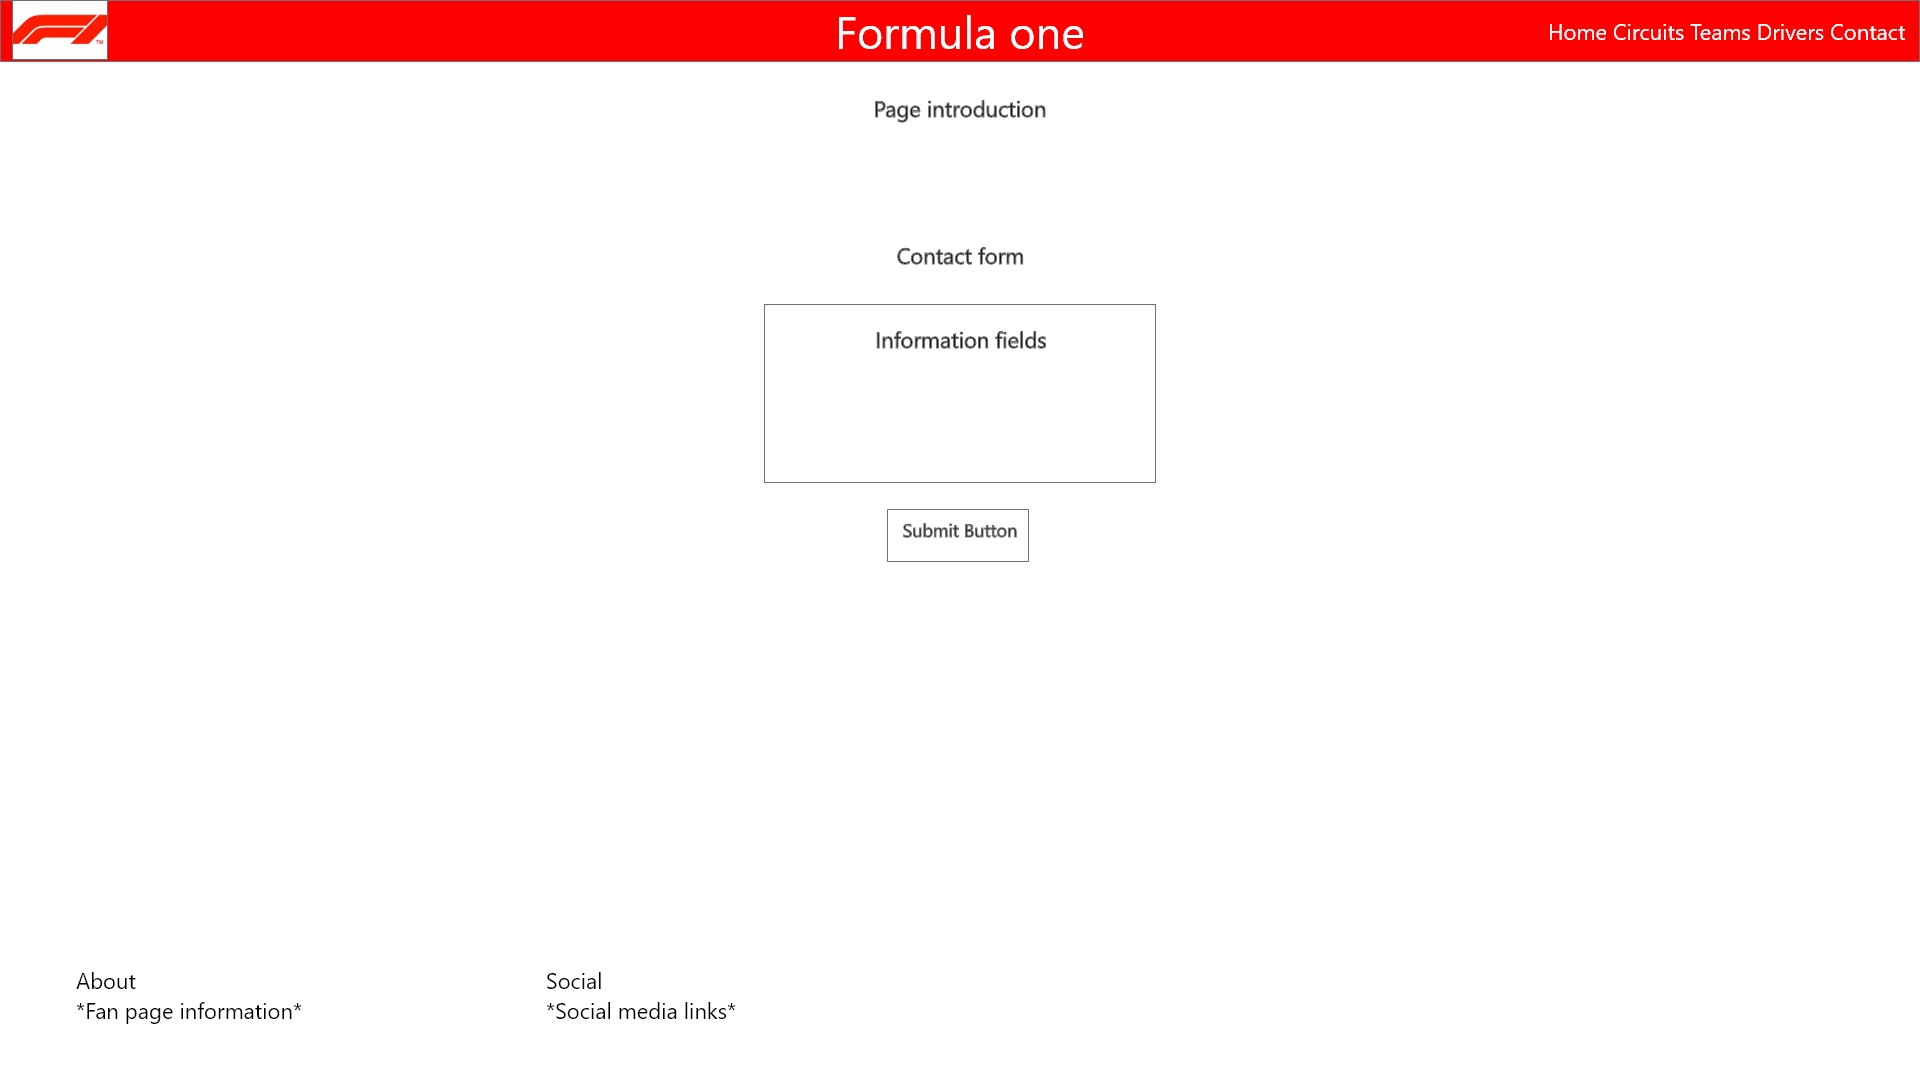 Formula one
Home Circuits Teams Drivers Contact
Page introduction
Contact form
Information fields
Submit Button
About
*Fan page information*
Social
*Social media links*